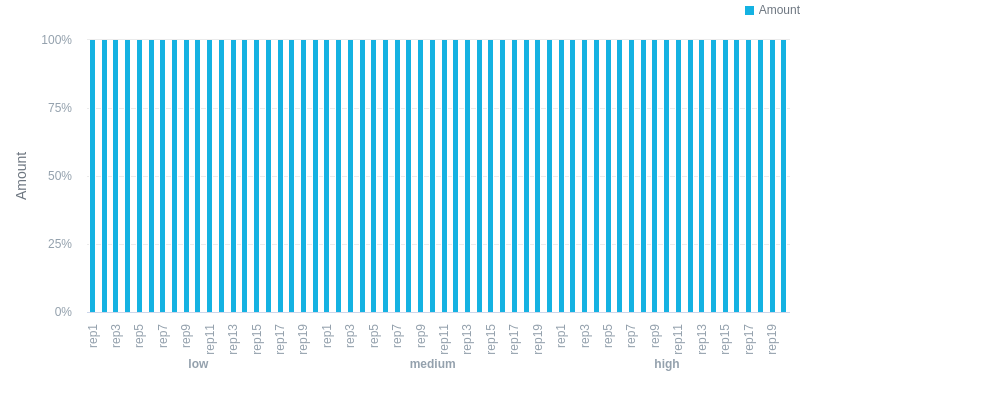 Amount
100%
75%
50%
25%
0%
Amount
rep1 rep3 rep5 rep7 rep9 rep11 rep13 rep15 rep17 rep19 rep1 rep3 rep5 rep7 rep9 rep11 rep13 rep15 rep17 rep19 rep1 rep3 rep5 rep7 rep9 rep11 rep13 rep15 rep17 rep19
low medium high